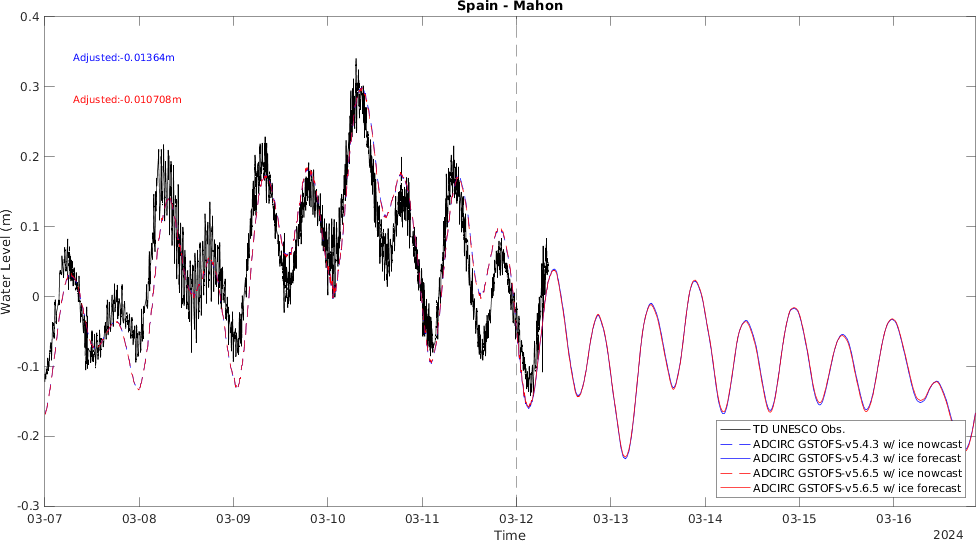 Spain - Mahon
Adjusted:-0.01364m
Adjusted:-0.010708m
0.4
0.3
0.2
0.1
0
-0.1
-0.2
-0.3
Water Level (m)
03-07
03-08
03-09
03-10
03-11
03-12
03-13
03-14
03-15
03-16
Time
2024
TD UNESCO Obs.
ADCIRC GSTOFS-v5.4.3 w/ ice nowcast
ADCIRC GSTOFS-v5.4.3 w/ ice forecast
ADCIRC GSTOFS-v5.6.5 w/ ice nowcast
ADCIRC GSTOFS-v5.6.5 w/ ice forecast